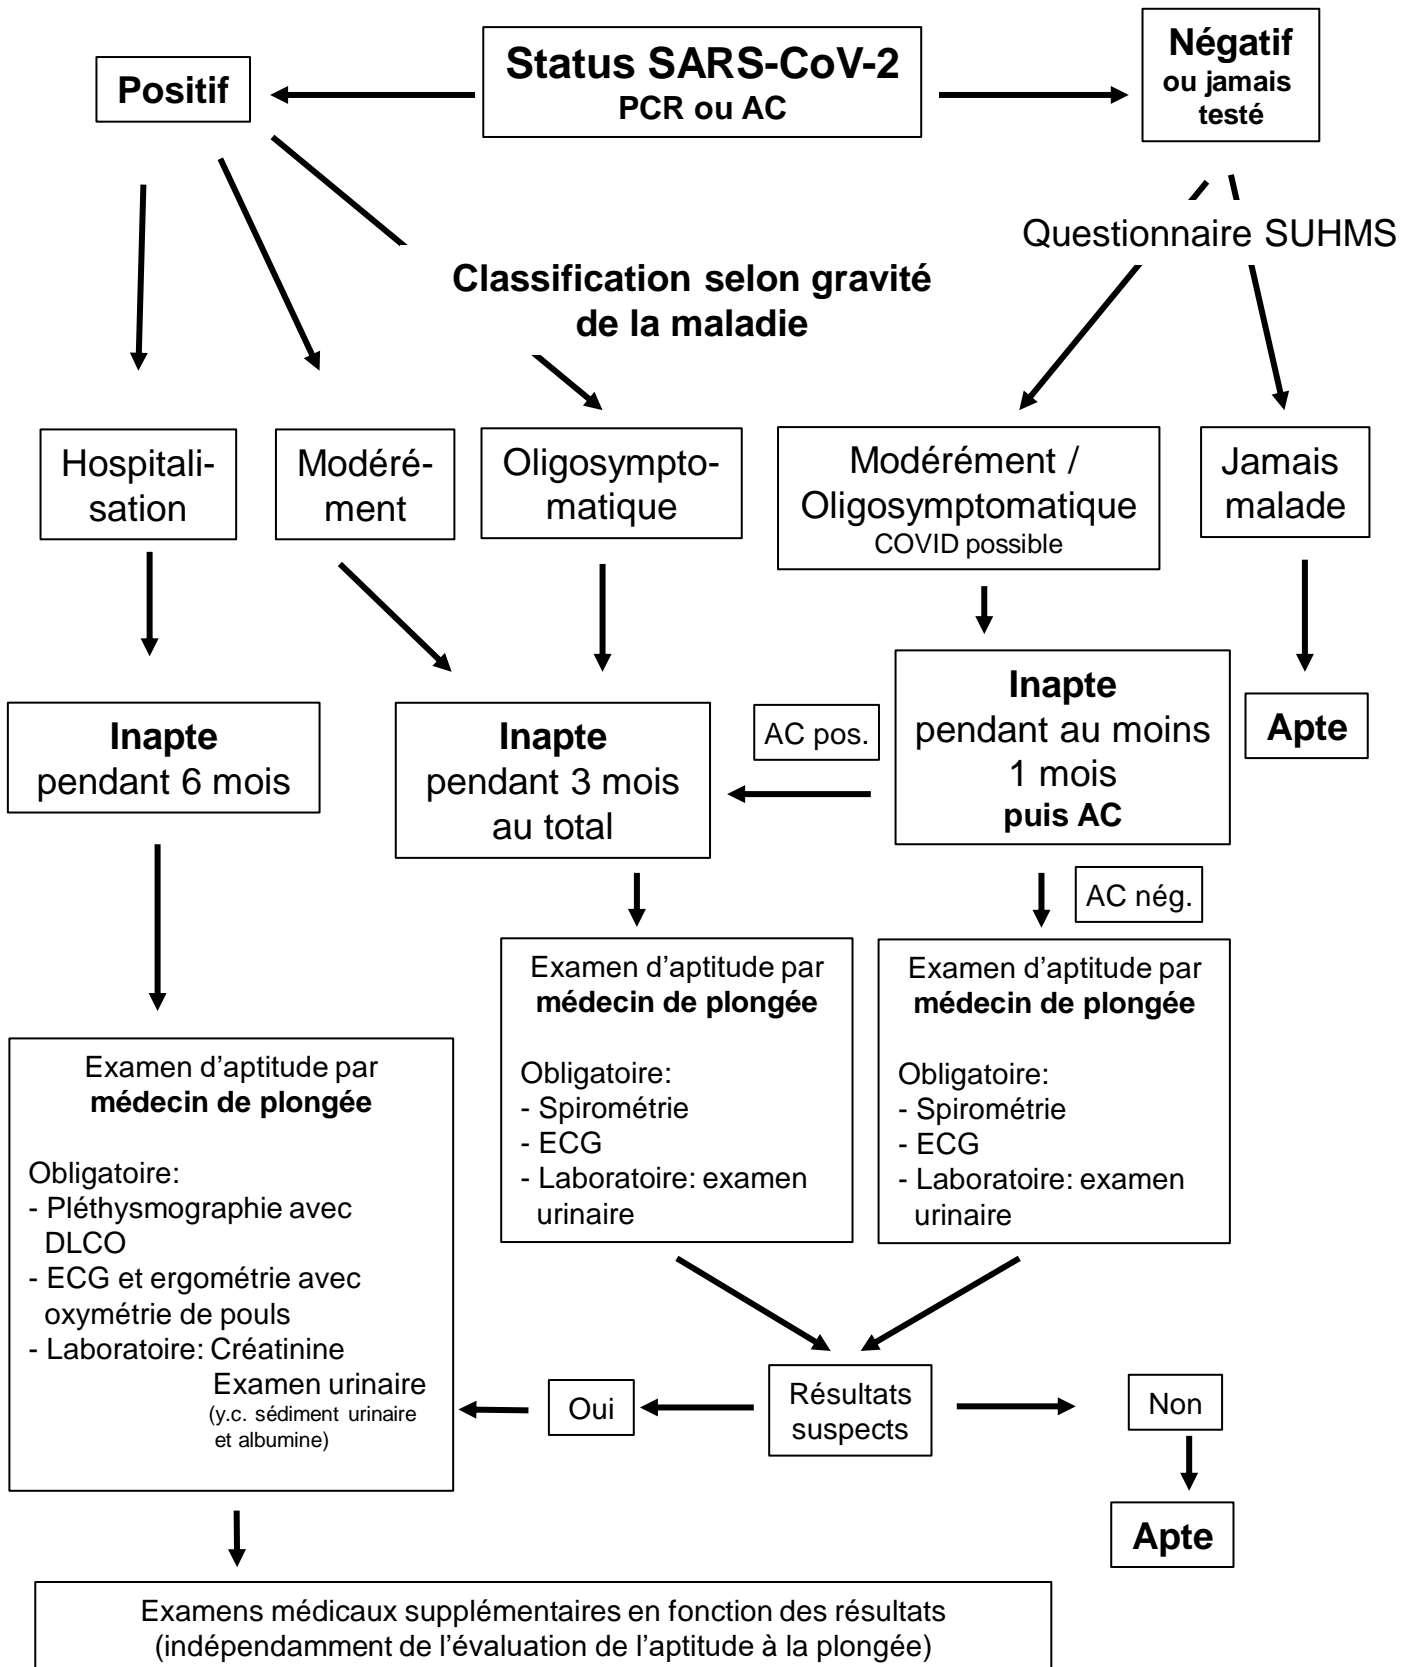 Status SARS-CoV-2
PCR ou AC
Positif
Négatif
ou jamais
testé
Questionnaire SUHMS
Classification selon gravité
de la maladie
Hospitali-
sation
Modéré-
ment
Oligosympto-
matique
Modérément /
Oligosymptomatique
COVID possible
Jamais
malade
Inapte
pendant 6 mois
Inapte
pendant 3 mois
au total
AC pos.
Inapte
pendant au moins
1 mois
puis AC
Apte
AC nég.
Examen d’aptitude par
médecin de plongée
Obligatoire:
- Pléthysmographie avec
DLCO
- ECG et ergométrie avec
oxymétrie de pouls
- Laboratoire: Créatinine
Examen urinaire
(y.c. sédiment urinaire
et albumine)
Examen d’aptitude par
médecin de plongée
Obligatoire:
- Spirométrie
- ECG
- Laboratoire: examen
urinaire
Examen d’aptitude par
médecin de plongée
Obligatoire:
- Spirométrie
- ECG
- Laboratoire: examen
urinaire
Oui
Résultats
suspects
Non
Apte
Examens médicaux supplémentaires en fonction des résultats
(indépendamment de l’évaluation de l’aptitude à la plongée)